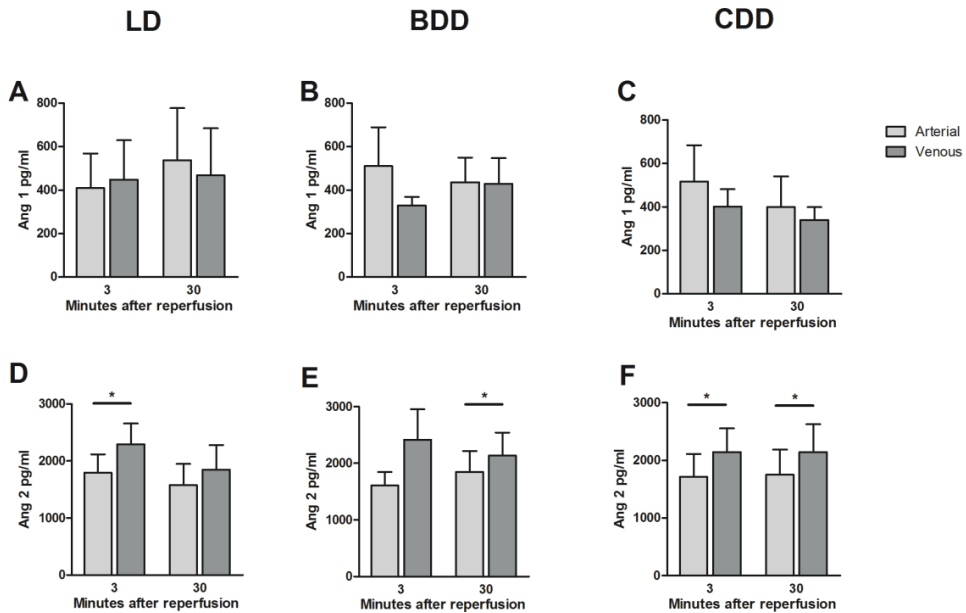 LD BDD CDD
A
800
600
400
200
0
Ang 1 pg/ml
3 30
Minutes after reperfusion
B
800
600
400
200
0
Ang 1 pg/ml
3 30
Minutes after reperfusion
C
800
600
400
200
0
Ang 1 pg/ml
3 30
Minutes after reperfusion
Arterial
Venous
D
3000
2000
1000
0
Ang 2 pg/ml
*
3 30
Minutes after reperfusion
E
3000
2000
1000
0
Ang 2 pg/ml
*
3 30
Minutes after reperfusion
F
3000
2000
1000
0
Ang 2 pg/ml
* *
3 30
Minutes after reperfusion